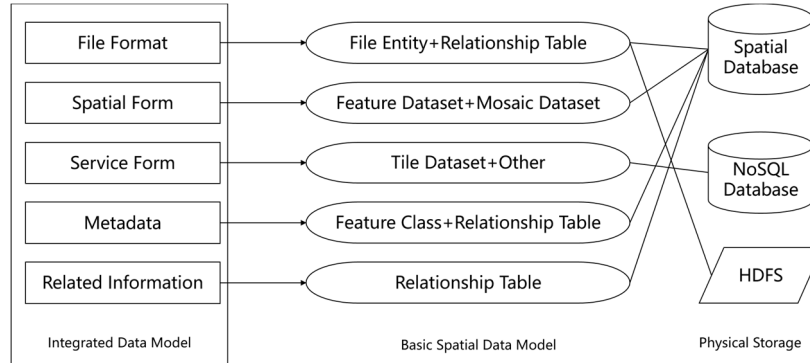 File Format
File Entity+Relationship Table
Spatial
Database
Spatial Form
Feature Dataset+Mosaic Dataset
Service Form
Tile Dataset+Other
NoSQL
Database
Metadata
Feature Class+Relationship Table
Related Information
Relationship Table
HDFS
Integrated Data Model
Basic Spatial Data Model
Physical Storage